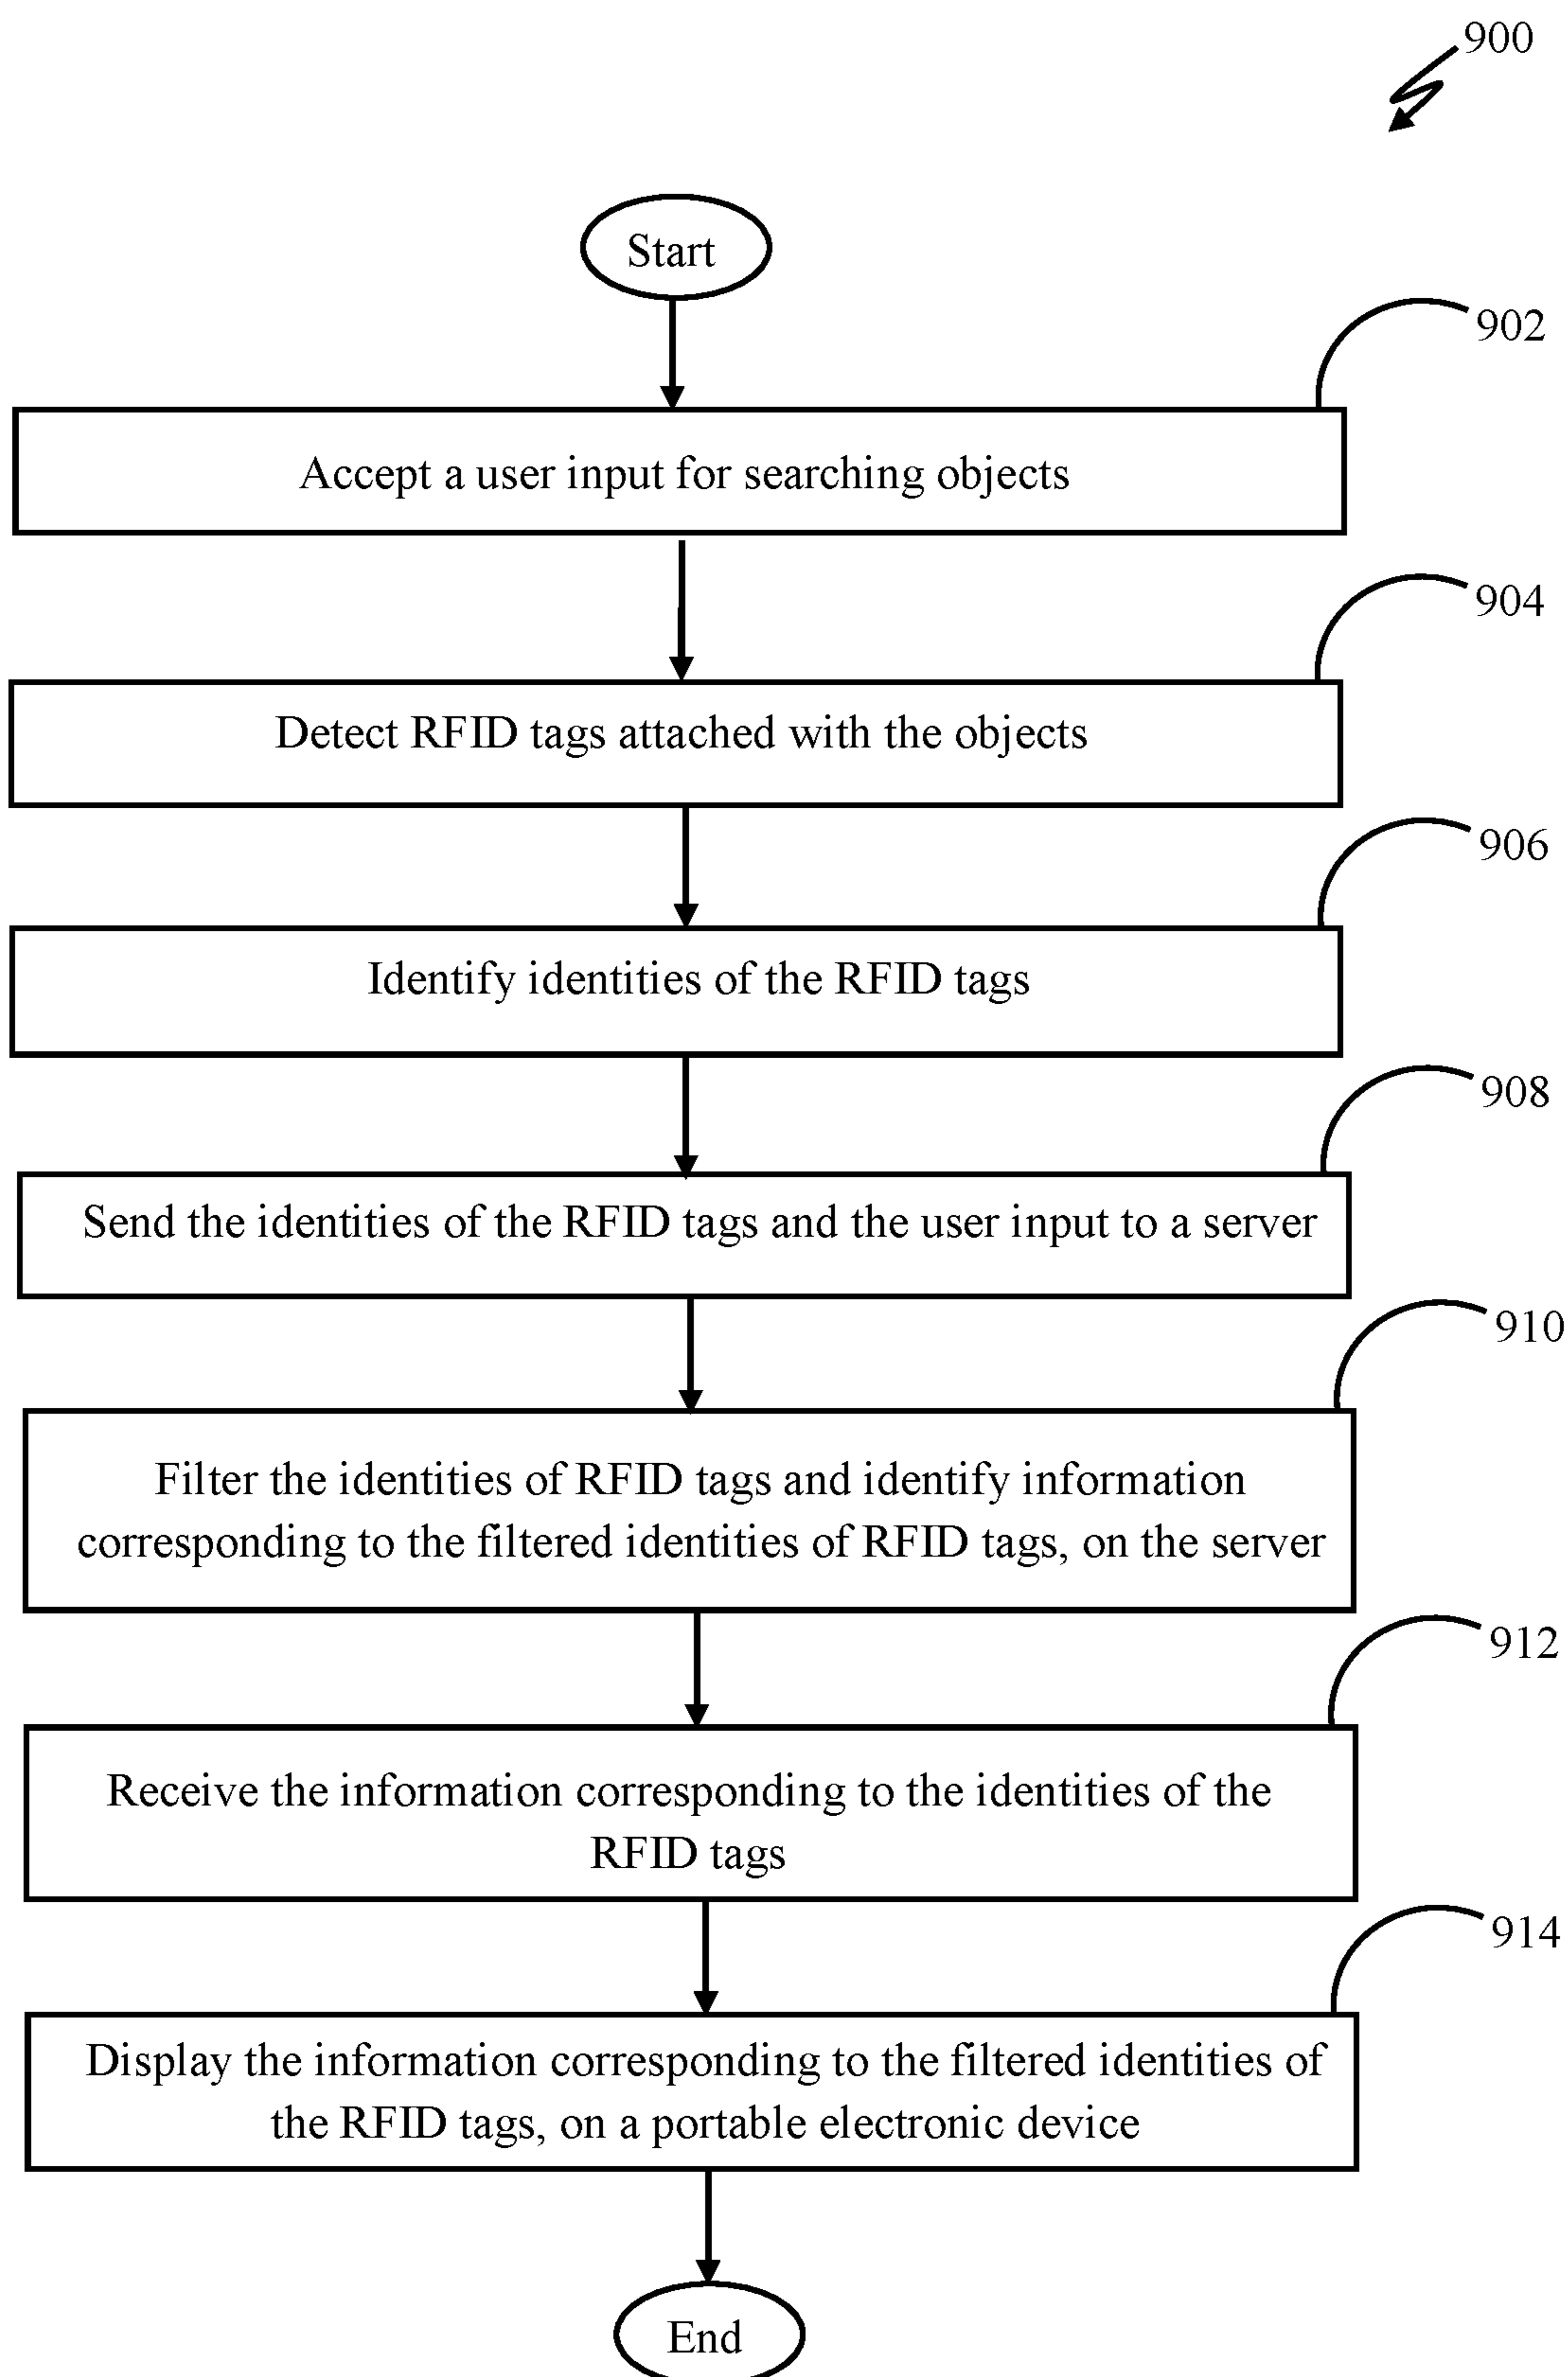 900
Start
902
Accept a user input for searching objects
904
Detect RFID tags attached with the objects
906
Identify identities of the RFID tags
908
Send the identities of the RFID tags and the user input to a server
910
Filter the identities of RFID tags and identify information
corresponding to the filtered identities of RFID tags, on the server
912
Receive the information corresponding to the identities of the
RFID tags
914
Display the information corresponding to the filtered identities of
the RFID tags, on a portable electronic device
End